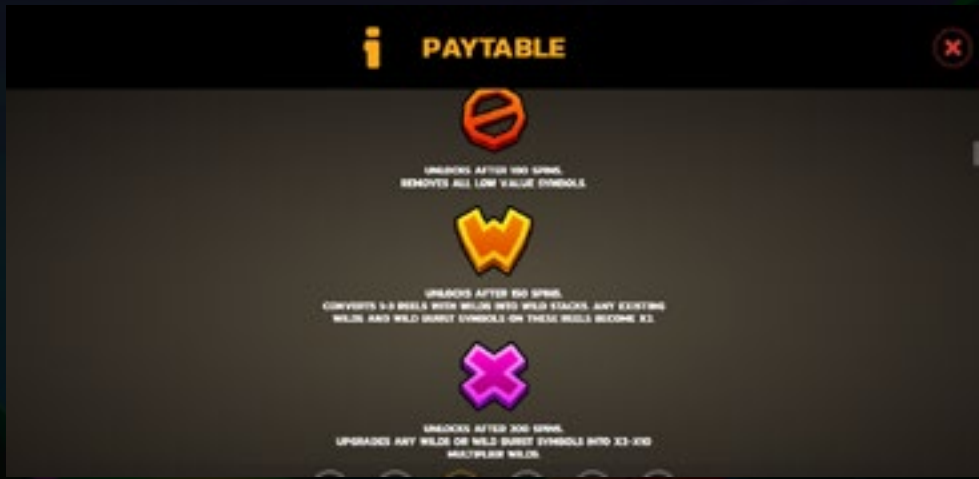 i PAYTABLE
UNLOCKS AFTER 100 SPINS.
REMOVES ALL LOW VALUE SYMBOLS.
W
UNLOCKS AFTER 150 SPINS.
CONVERTS 1-3 REELS WITH WILDS INTO WILD STACKS. ANY EXISTING
WILDS AND WILD BURST SYMBOLS ON THESE REELS BECOME X2.
UNLOCKS AFTER 200 SPINS.
UPGRADES ANY WILDS OR WILD BURST SYMBOLS INTO X3-X10
MULTIPLIER WILDS.